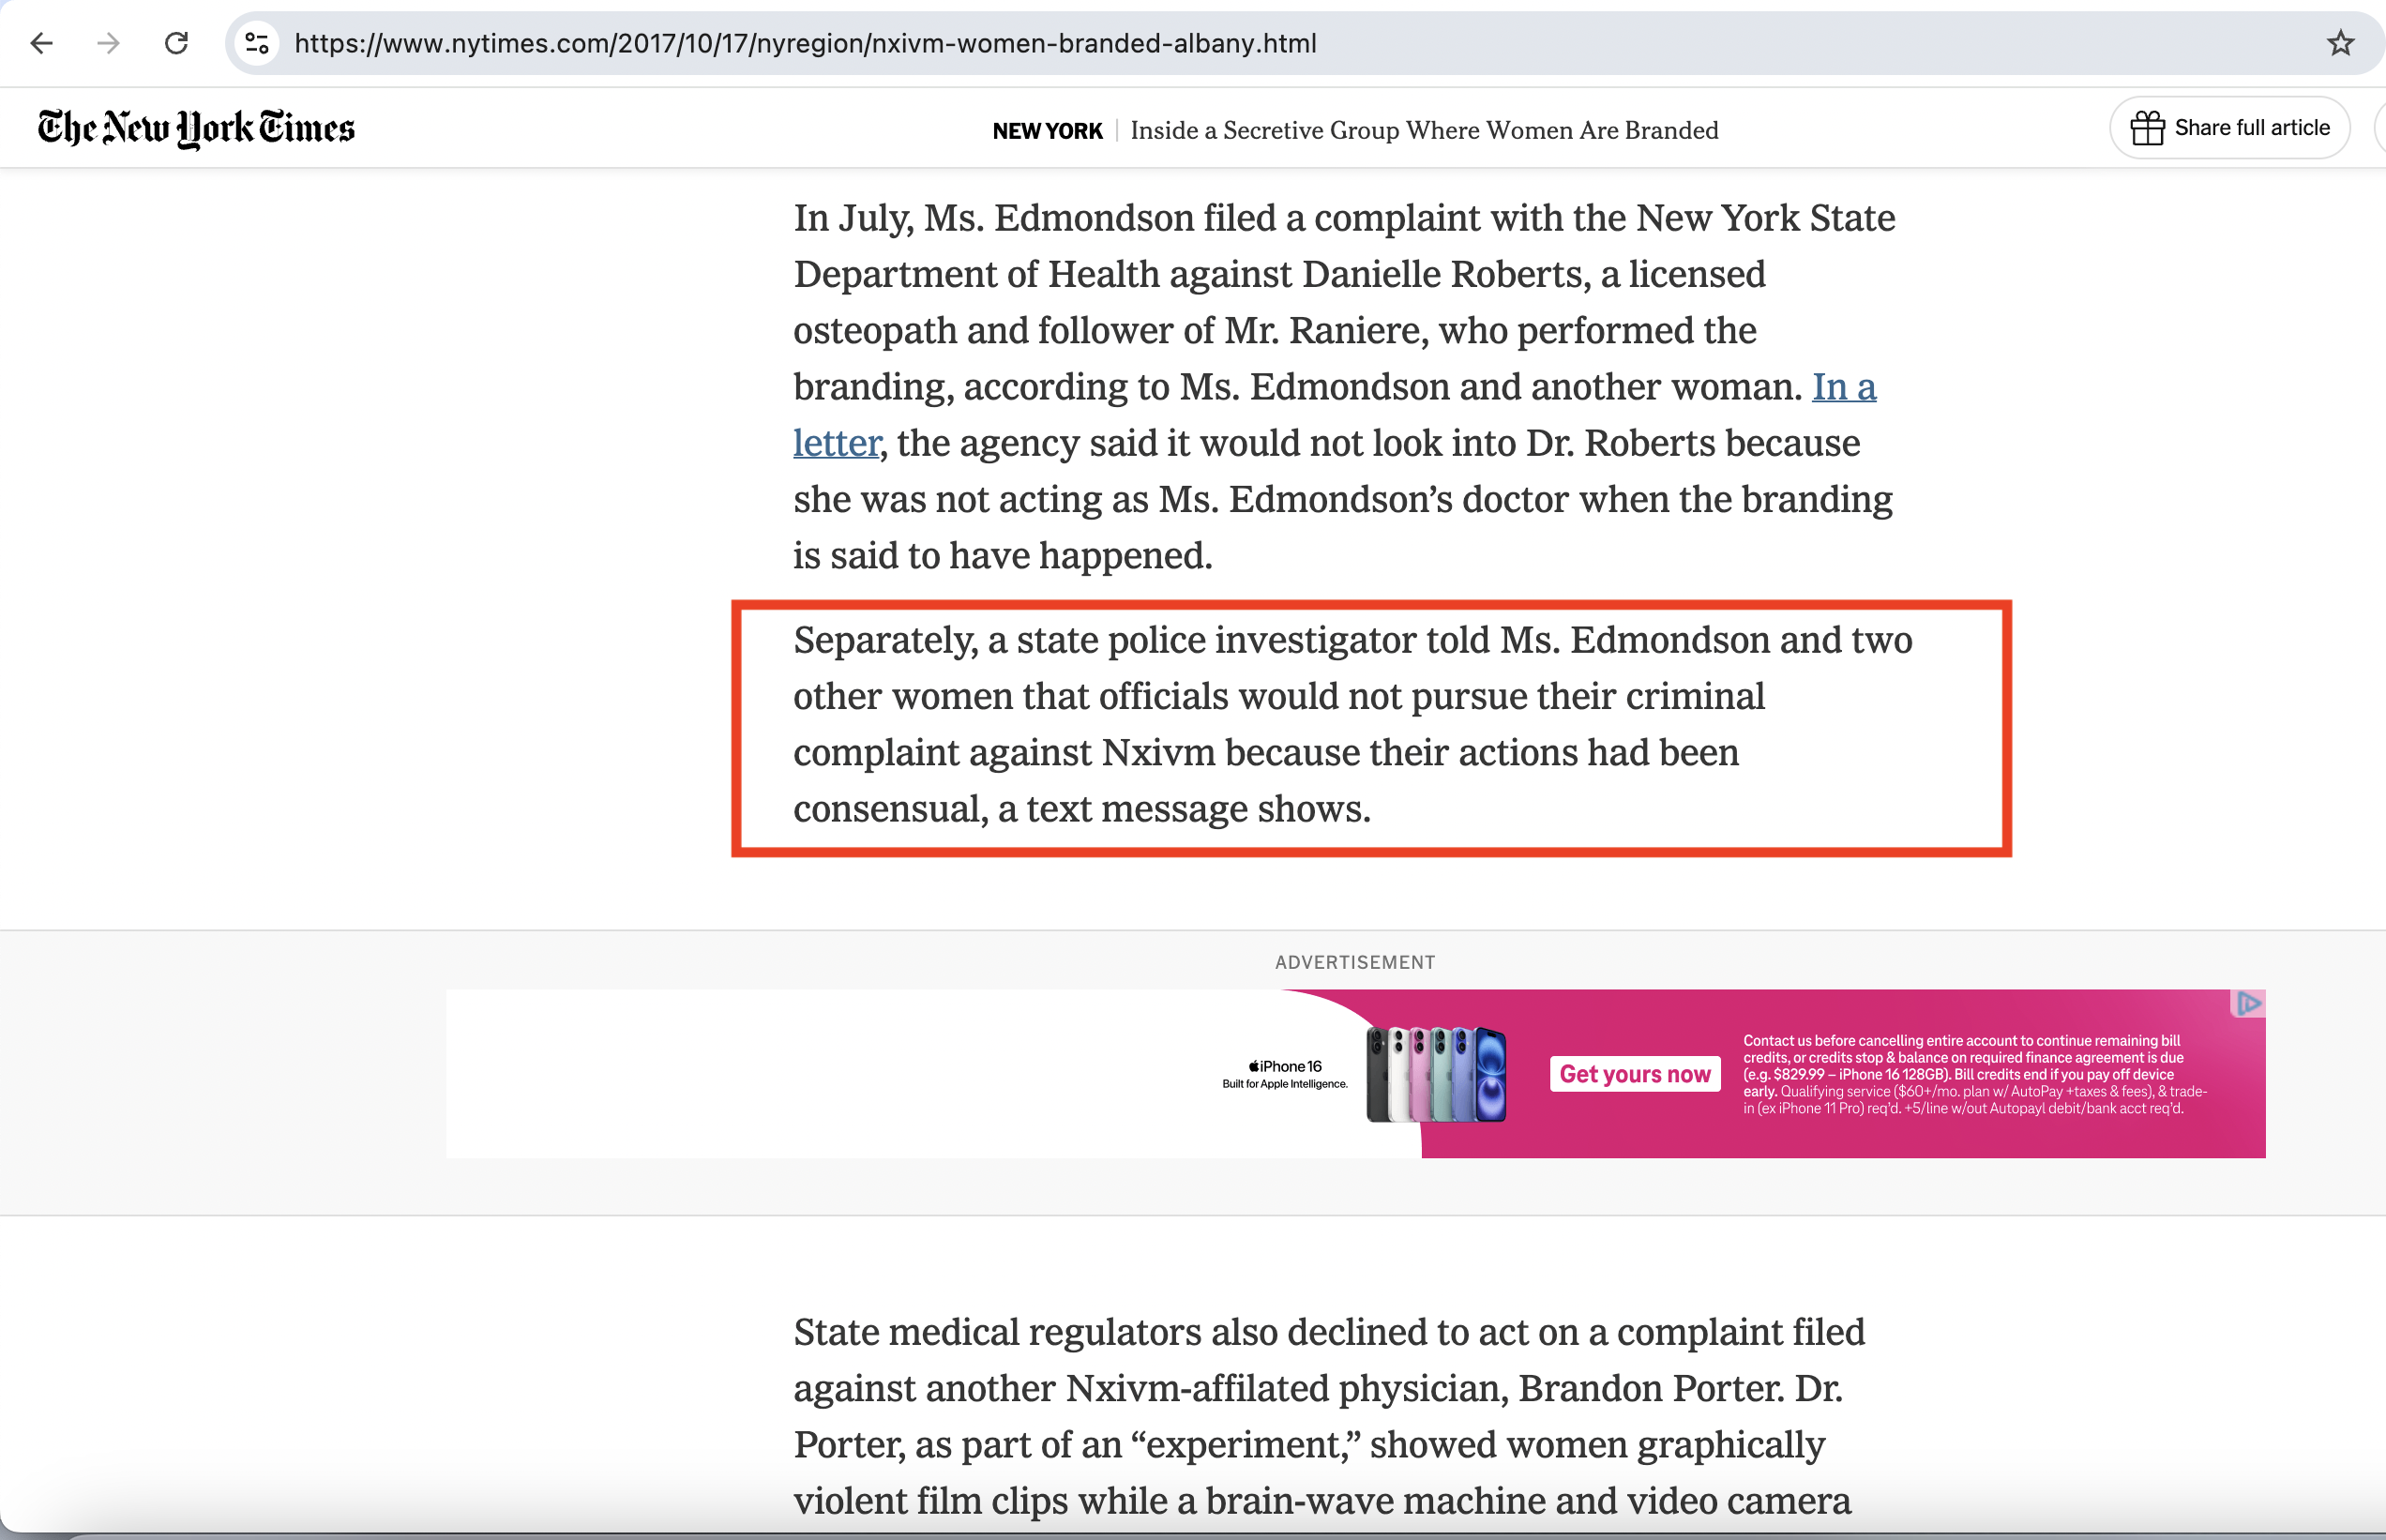 https://www.nytimes.com/2017/10/17/nyregion/nxivm-women-branded-albany.html
The New York Times
NEW YORK | Inside a Secretive Group Where Women Are Branded
Share full article
In July, Ms. Edmondson filed a complaint with the New York State
Department of Health against Danielle Roberts, a licensed
osteopath and follower of Mr. Raniere, who performed the
branding, according to Ms. Edmondson and another woman. In a
letter, the agency said it would not look into Dr. Roberts because
she was not acting as Ms. Edmondson’s doctor when the branding
is said to have happened.
Separately, a state police investigator told Ms. Edmondson and two
other women that officials would not pursue their criminal
complaint against Nxivm because their actions had been
consensual, a text message shows.
ADVERTISEMENT
iPhone 16
Built for Apple Intelligence.
Get yours now
Contact us before cancelling entire account to continue remaining bill
credits, or credits stop & balance on required finance agreement is due
(e.g. $829.99 – iPhone 16 128GB). Bill credits end if you pay off device
early. Qualifying service ($60+/mo. plan w/ AutoPay +taxes & fees), & trade-
in (ex iPhone 11 Pro) req'd. +5/line w/out Autopayl debit/bank acct req'd.
State medical regulators also declined to act on a complaint filed
against another Nxivm-affilated physician, Brandon Porter. Dr.
Porter, as part of an “experiment,” showed women graphically
violent film clips while a brain-wave machine and video camera